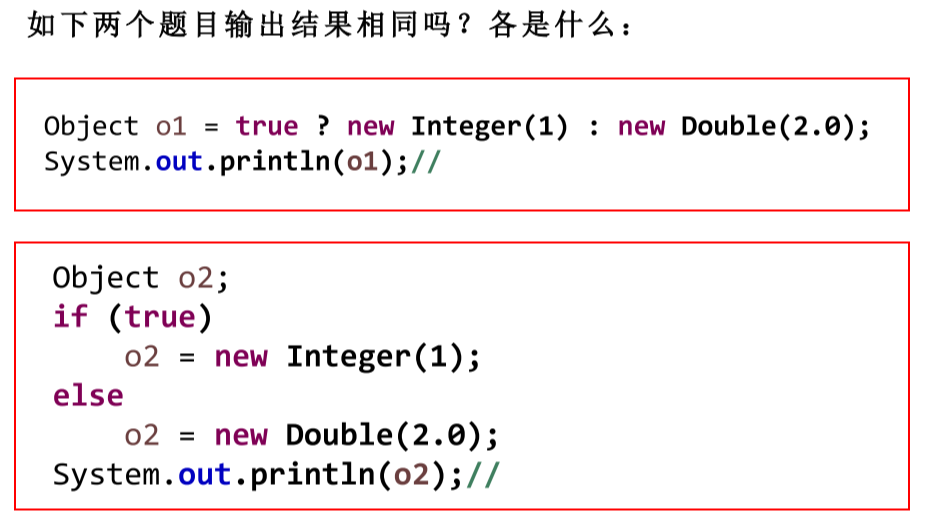 如下两个题目输出结果相同吗？各是什么：
Object o1 = true ? new Integer(1) : new Double(2.0);
System.out.println(o1);//
Object o2;
if (true)
    o2 = new Integer(1);
else
    o2 = new Double(2.0);
System.out.println(o2);//